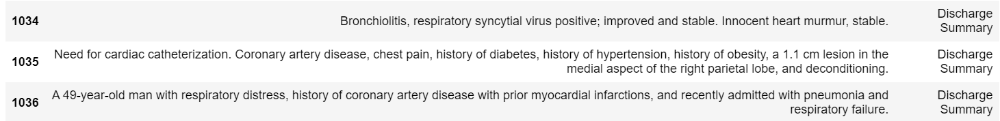 1034 Bronchiolitis, respiratory syncytial virus positive; improved and stable. Innocent heart murmur, stable. Discharge
Summary
1035 Need for cardiac catheterization. Coronary artery disease, chest pain, history of diabetes, history of hypertension, history of obesity, a 1.1 cm lesion in the Discharge
medial aspect of the right parietal lobe, and deconditioning. Summary
1036 A 49-year-old man with respiratory distress, history of coronary artery disease with prior myocardial infarctions, and recently admitted with pneumonia and Discharge
respiratory failure. Summary